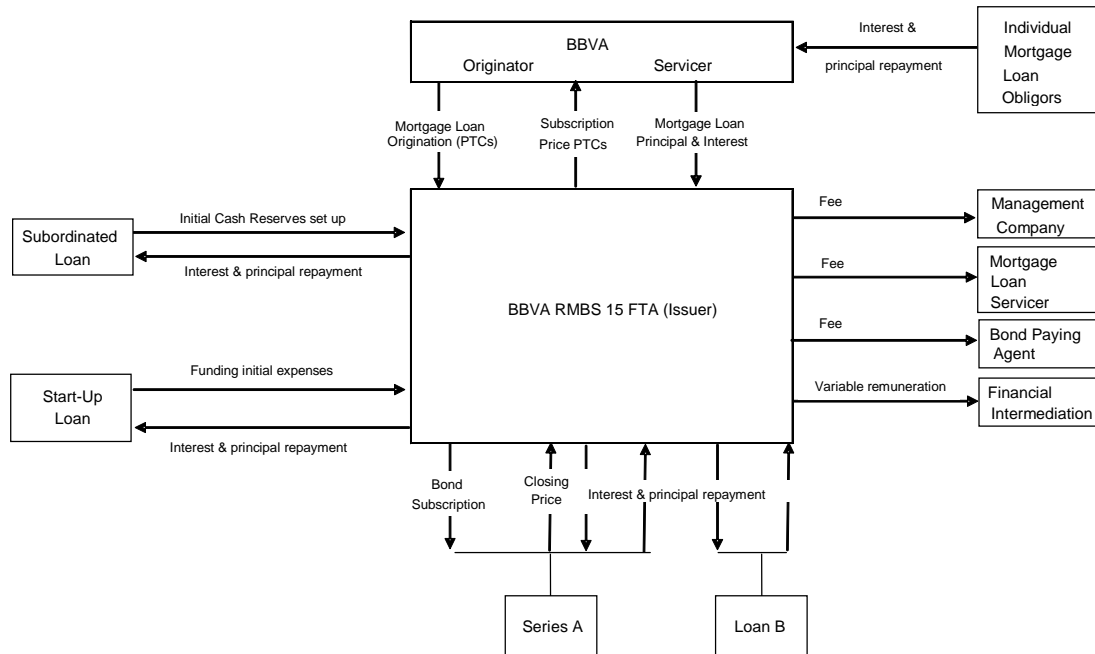 BBVA
Originator Servicer
Interest &
principal repayment
Individual
Mortgage
Loan
Obligors
Mortgage Loan
Origination (PTCs)
Subscription
Price PTCs
Mortgage Loan
Principal & Interest
Subordinated
Loan
Initial Cash Reserves set up
Interest & principal repayment
Start-Up
Loan
Funding initial expenses
Interest & principal repayment
BBVA RMBS 15 FTA (Issuer)
Fee
Management
Company
Fee
Mortgage
Loan
Servicer
Fee
Bond Paying
Agent
Variable remuneration
Financial
Intermediation
Bond
Subscription
Closing
Price
Interest & principal repayment
Series A
Loan B